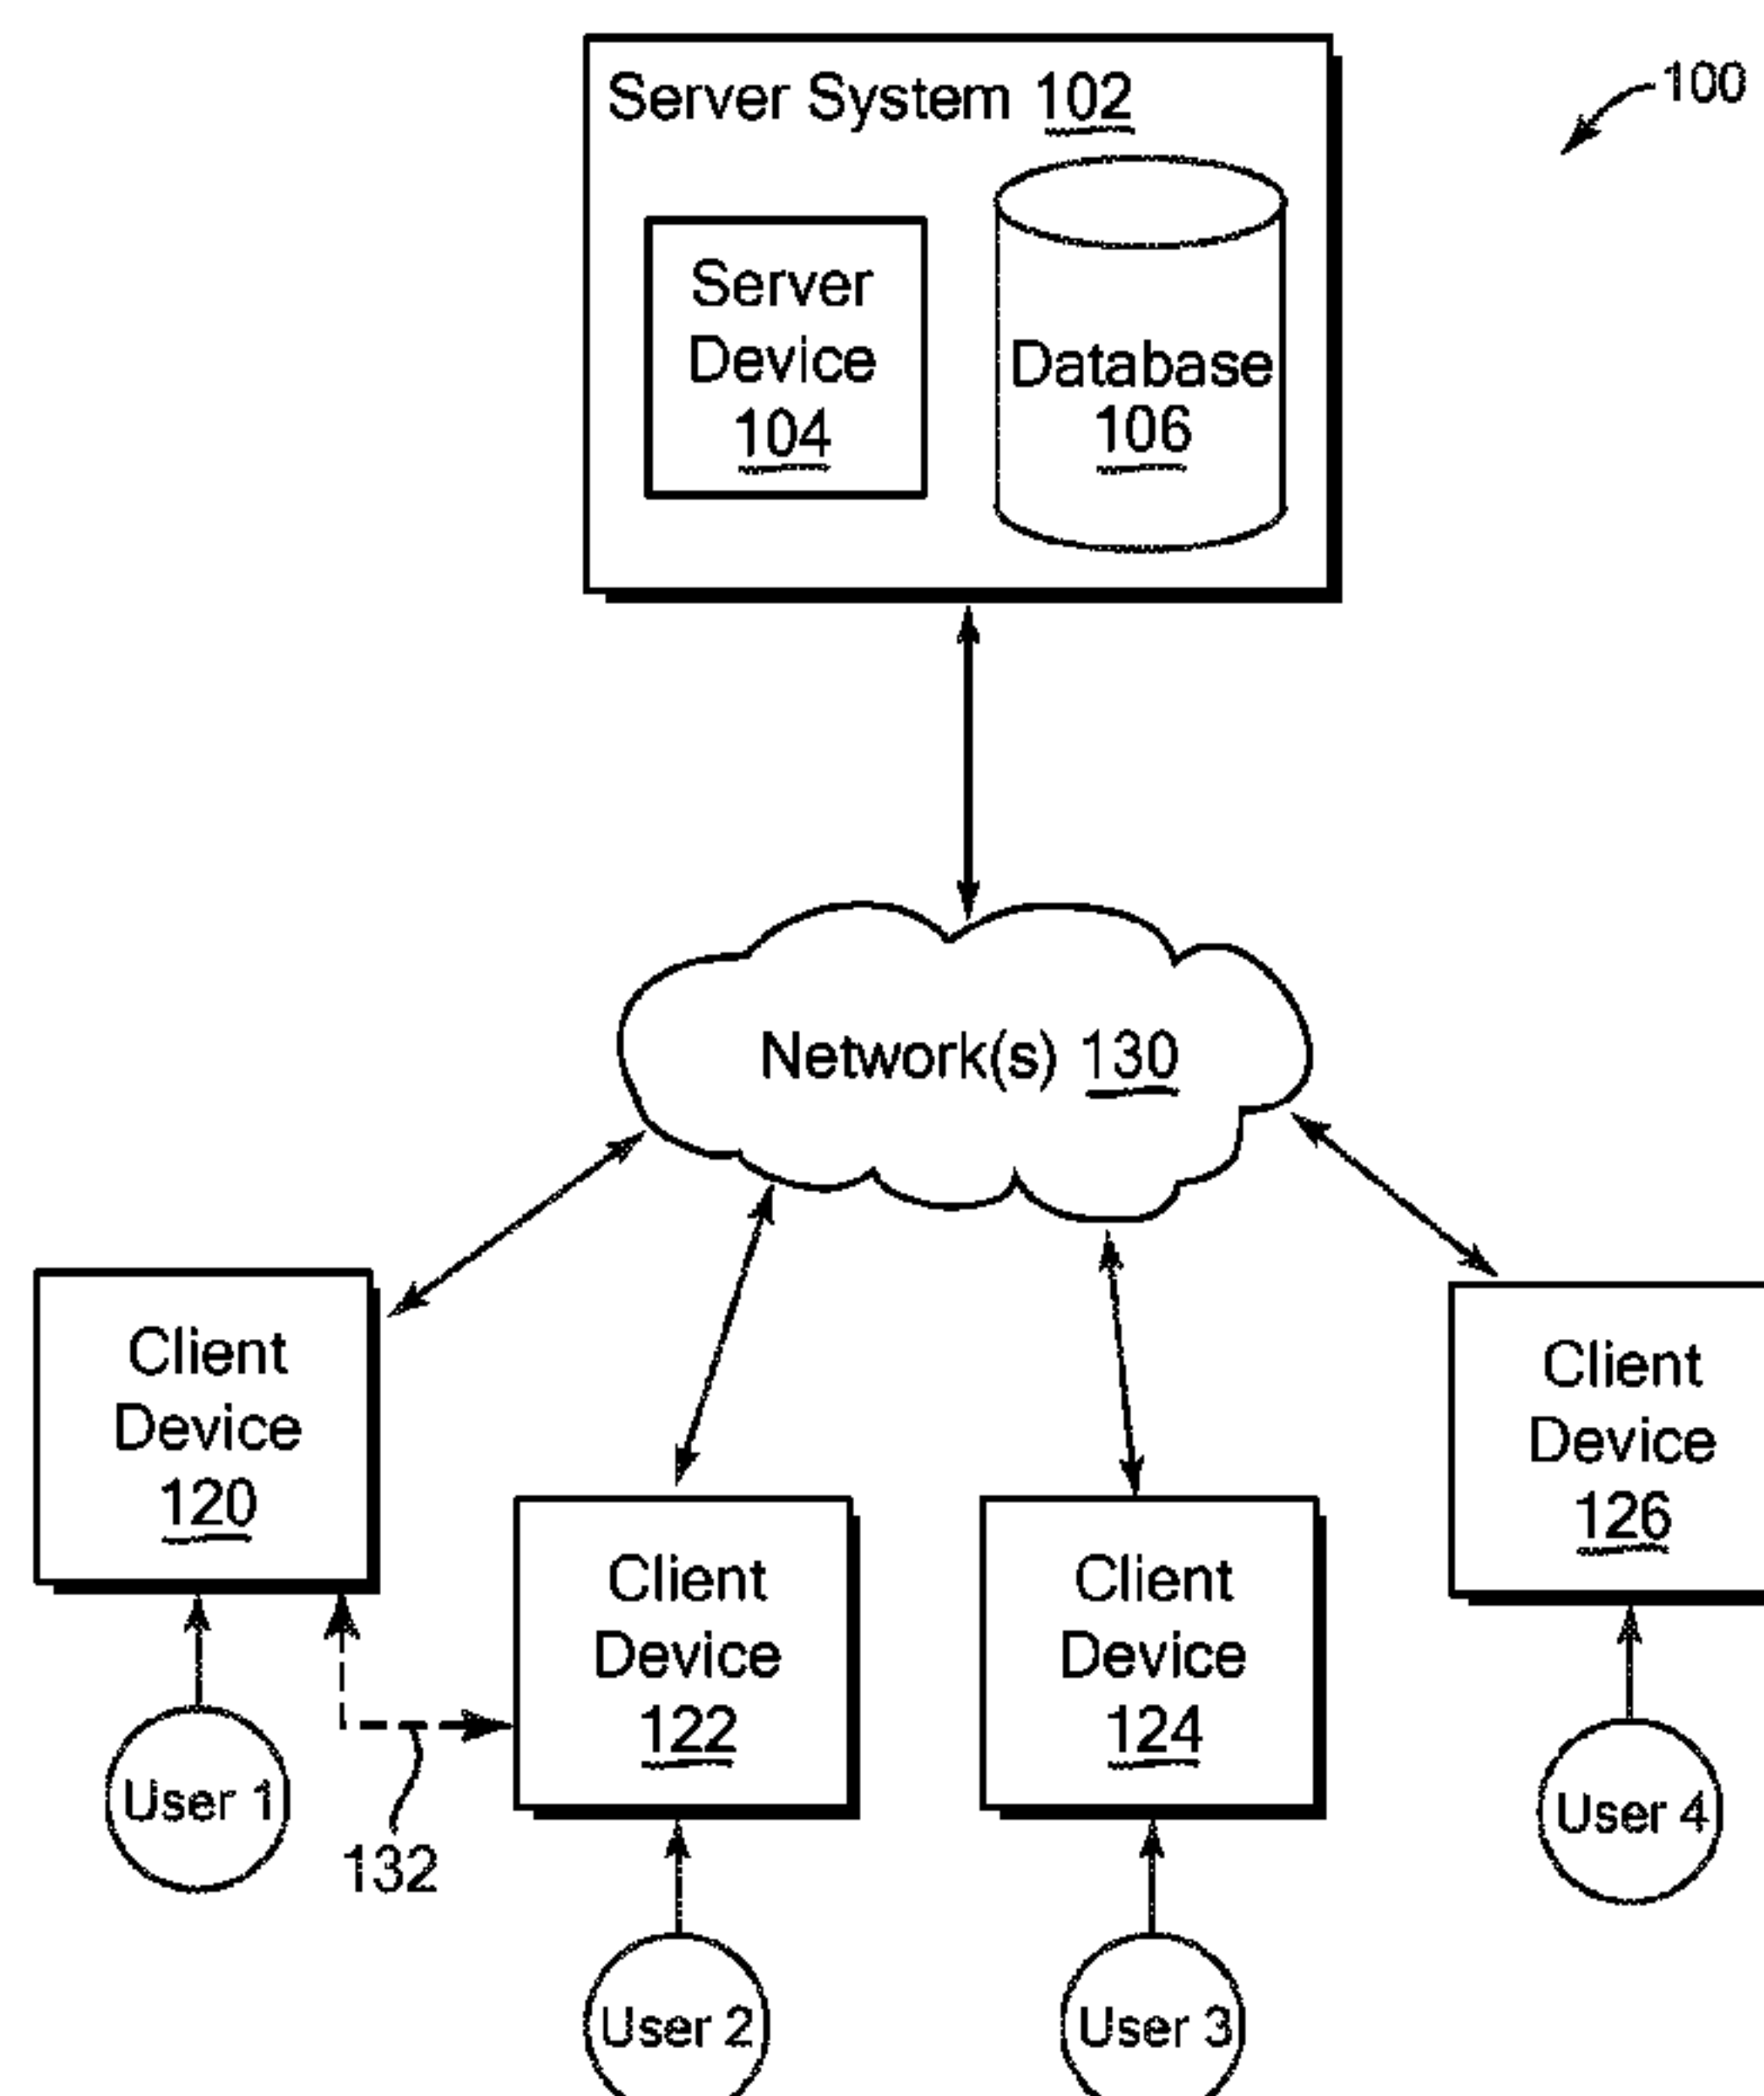 Server System 102
100
Server
Device
104
Database
106
Network(s) 130
Client
Device
120
Client
Device
122
Client
Device
124
Client
Device
126
User 1
132
User 2
User 3
User 4